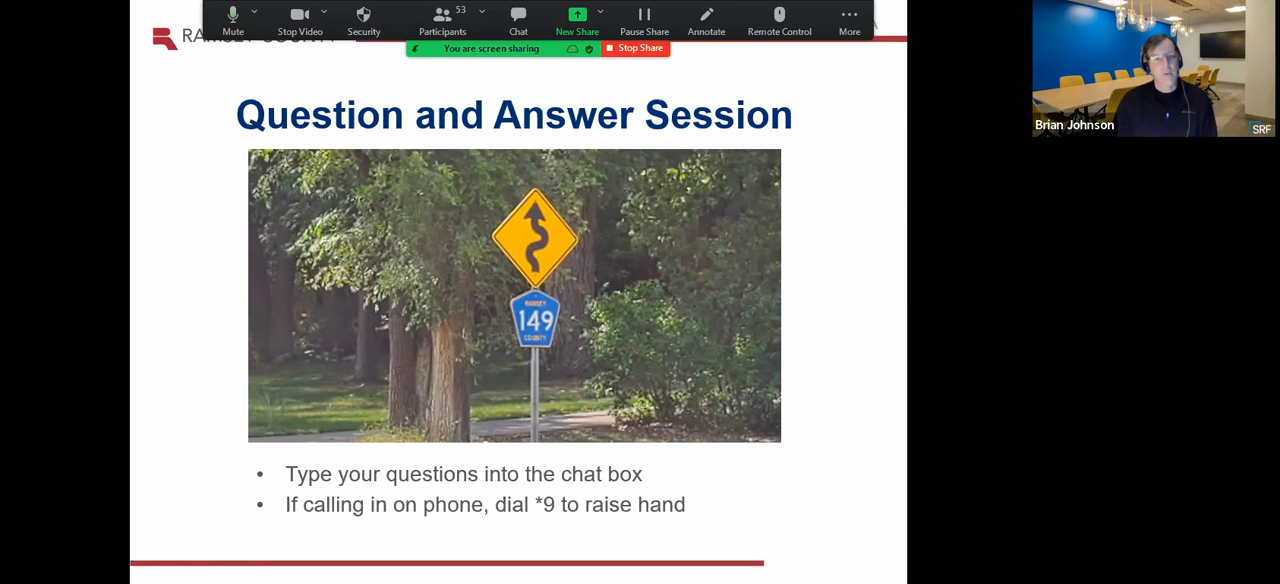 53
Mute
Stop Video
Security
Participants
Chat
New Share
Pause Share
Annotate
Remote Control
More
You are screen sharing
Stop Share
Question and Answer Session
RAMSEY
149
COUNTY
Type your questions into the chat box
If calling in on phone, dial *9 to raise hand
Brian Johnson
SRF